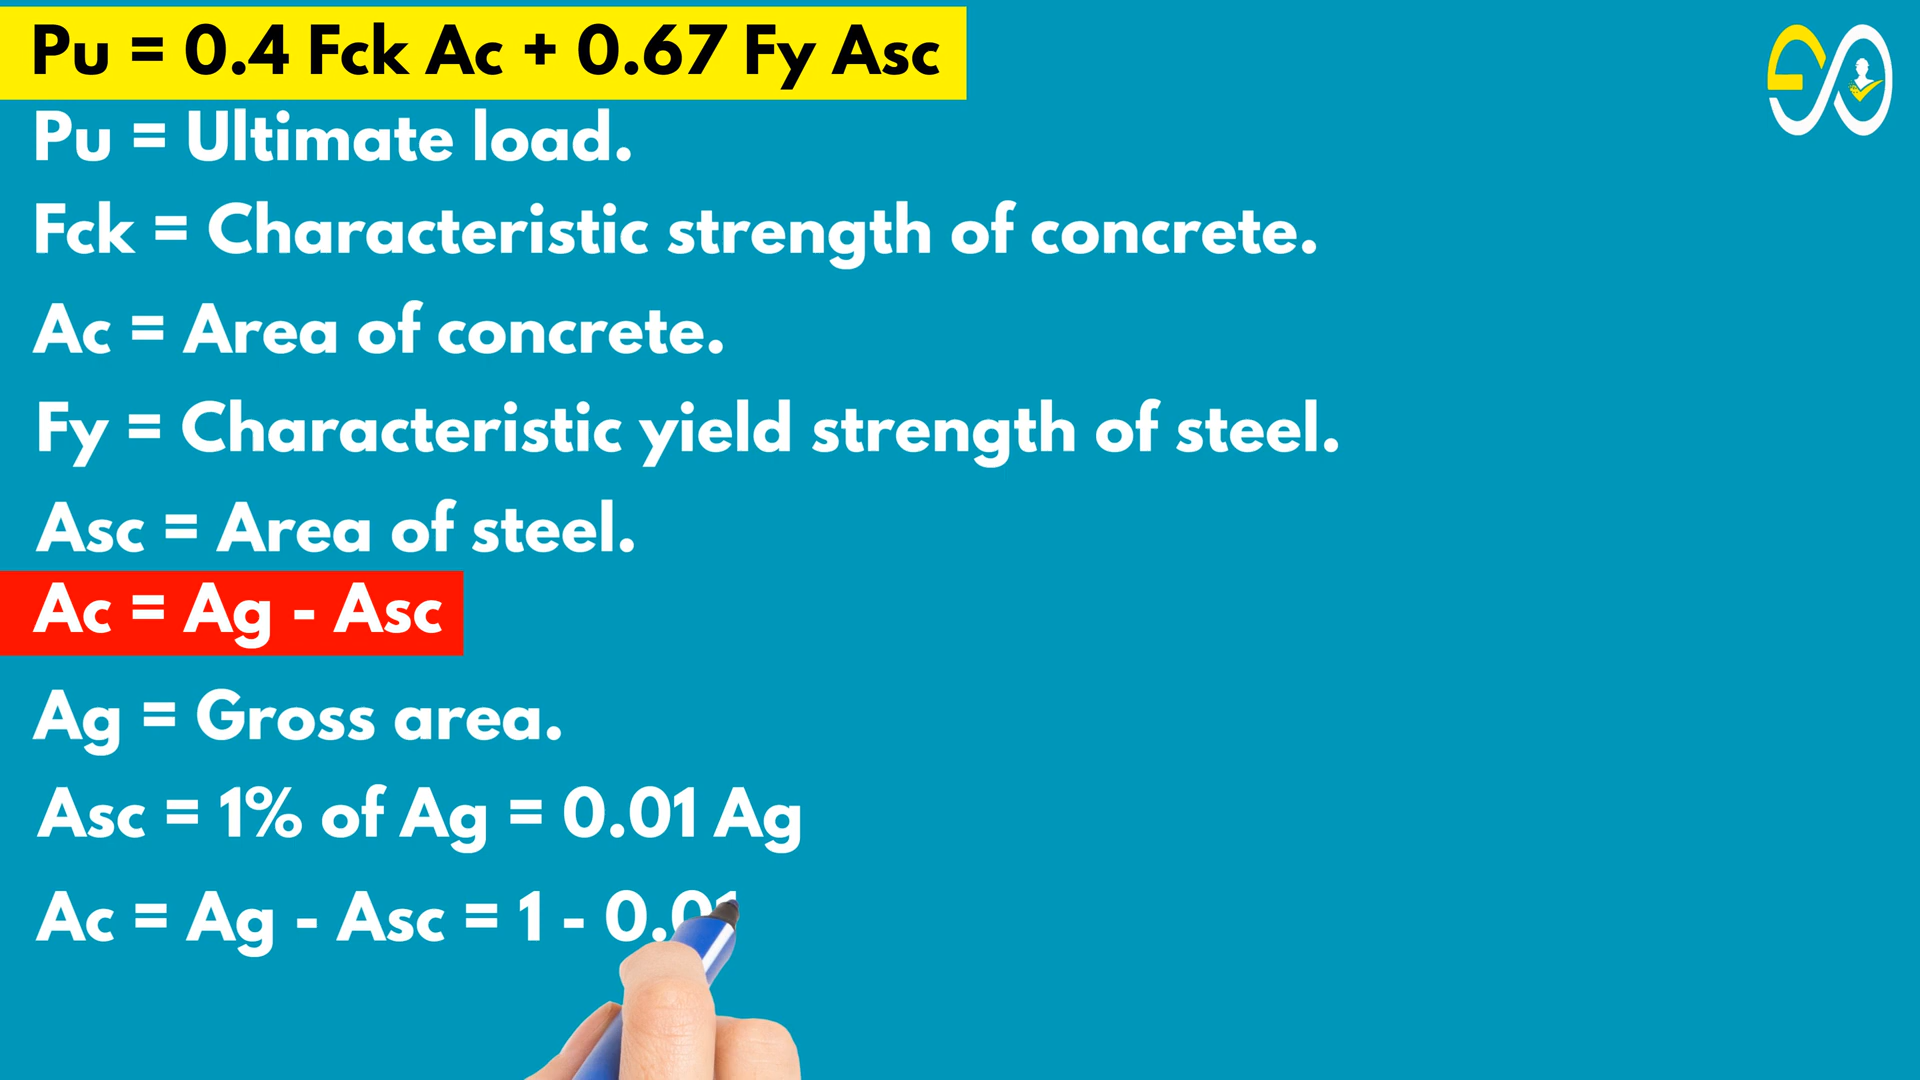 Pu = 0.4 Fck Ac + 0.67 Fy Asc
Pu = Ultimate load.
Fck = Characteristic strength of concrete.
Ac = Area of concrete.
Fy = Characteristic yield strength of steel.
Asc = Area of steel.
Ac = Ag - Asc
Ag = Gross area.
Asc = 1% of Ag = 0.01 Ag
Ac = Ag - Asc = 1 - 0.01